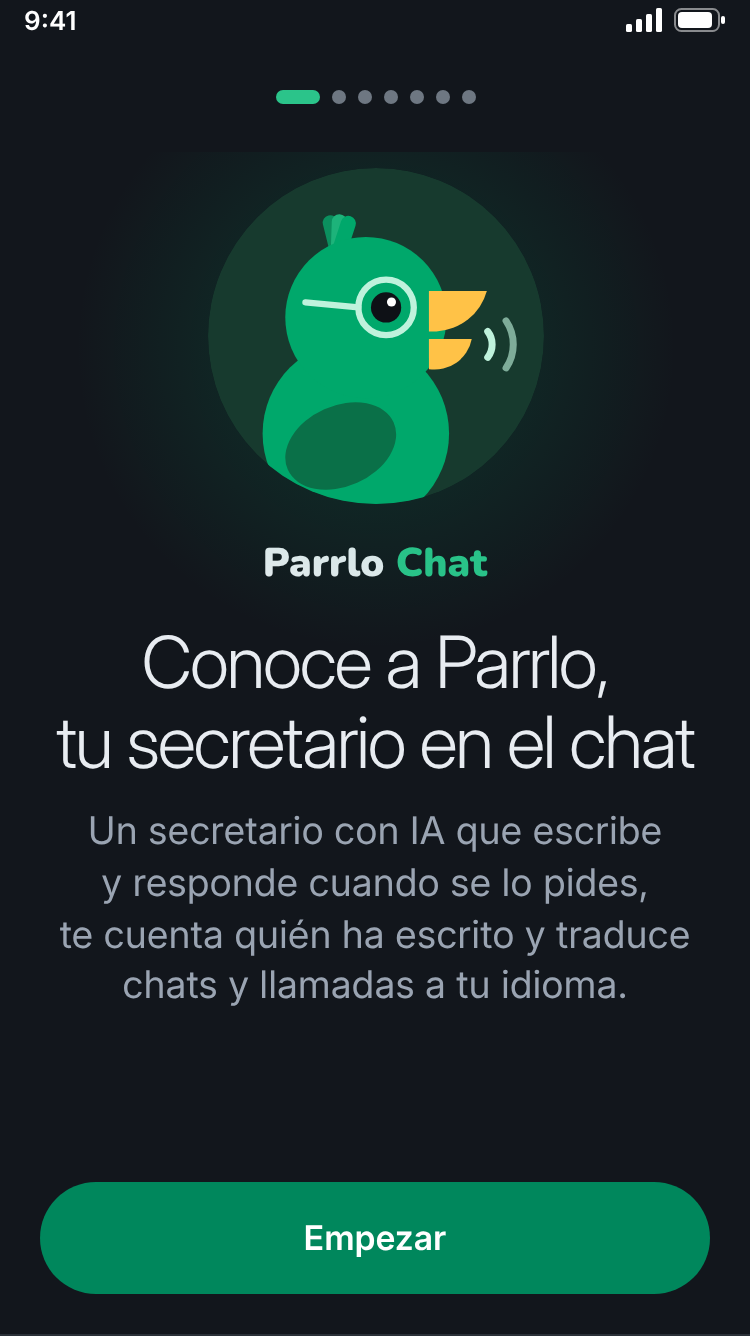 9:41
Parrlo Chat
Conoce a Parrlo,
tu secretario en el chat
Un secretario con IA que escribe
y responde cuando se lo pides,
te cuenta quién ha escrito y traduce
chats y llamadas a tu idioma.
Empezar